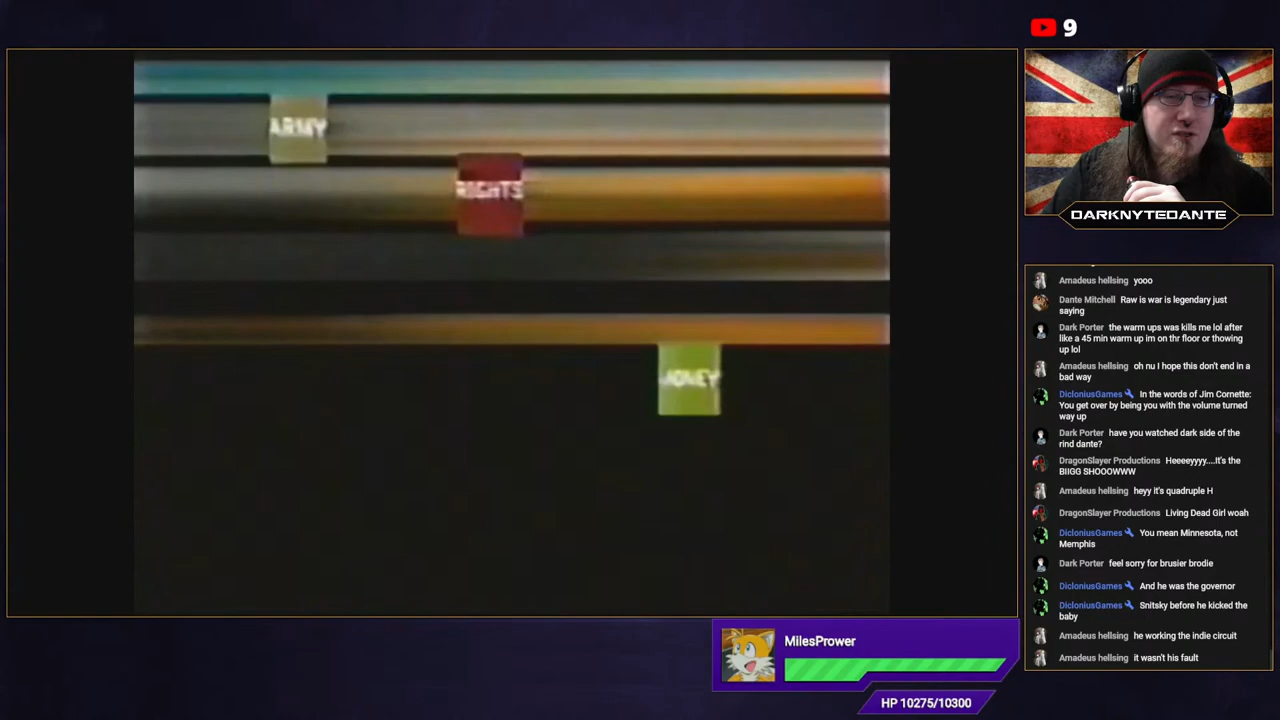 9
ARMY
RIGHTS
MONEY
DARKNYTEDANTE
Amadeus hellsing yooo
Dante Mitchell Raw is war is legendary just
saying
Dark Porter the warm ups was kills me lol after
like a 45 min warm up im on thr floor or thowing
up lol
Amadeus hellsing oh nu I hope this don't end in a
bad way
DicloniusGames In the words of Jim Cornette:
You get over by being you with the volume turned
way up
Dark Porter have you watched dark side of the
rind dante?
DragonSlayer Productions Heeeeyyyy....It's the
BIIGG SHOOOWWW
Amadeus hellsing heyy it's quadruple H
DragonSlayer Productions Living Dead Girl woah
DicloniusGames You mean Minnesota, not
Memphis
Dark Porter feel sorry for brusier brodie
DicloniusGames And he was the governor
DicloniusGames Snitsky before he kicked the
baby
Amadeus hellsing he working the indie circuit
Amadeus hellsing it wasn't his fault
MilesPrower
HP 10275/10300